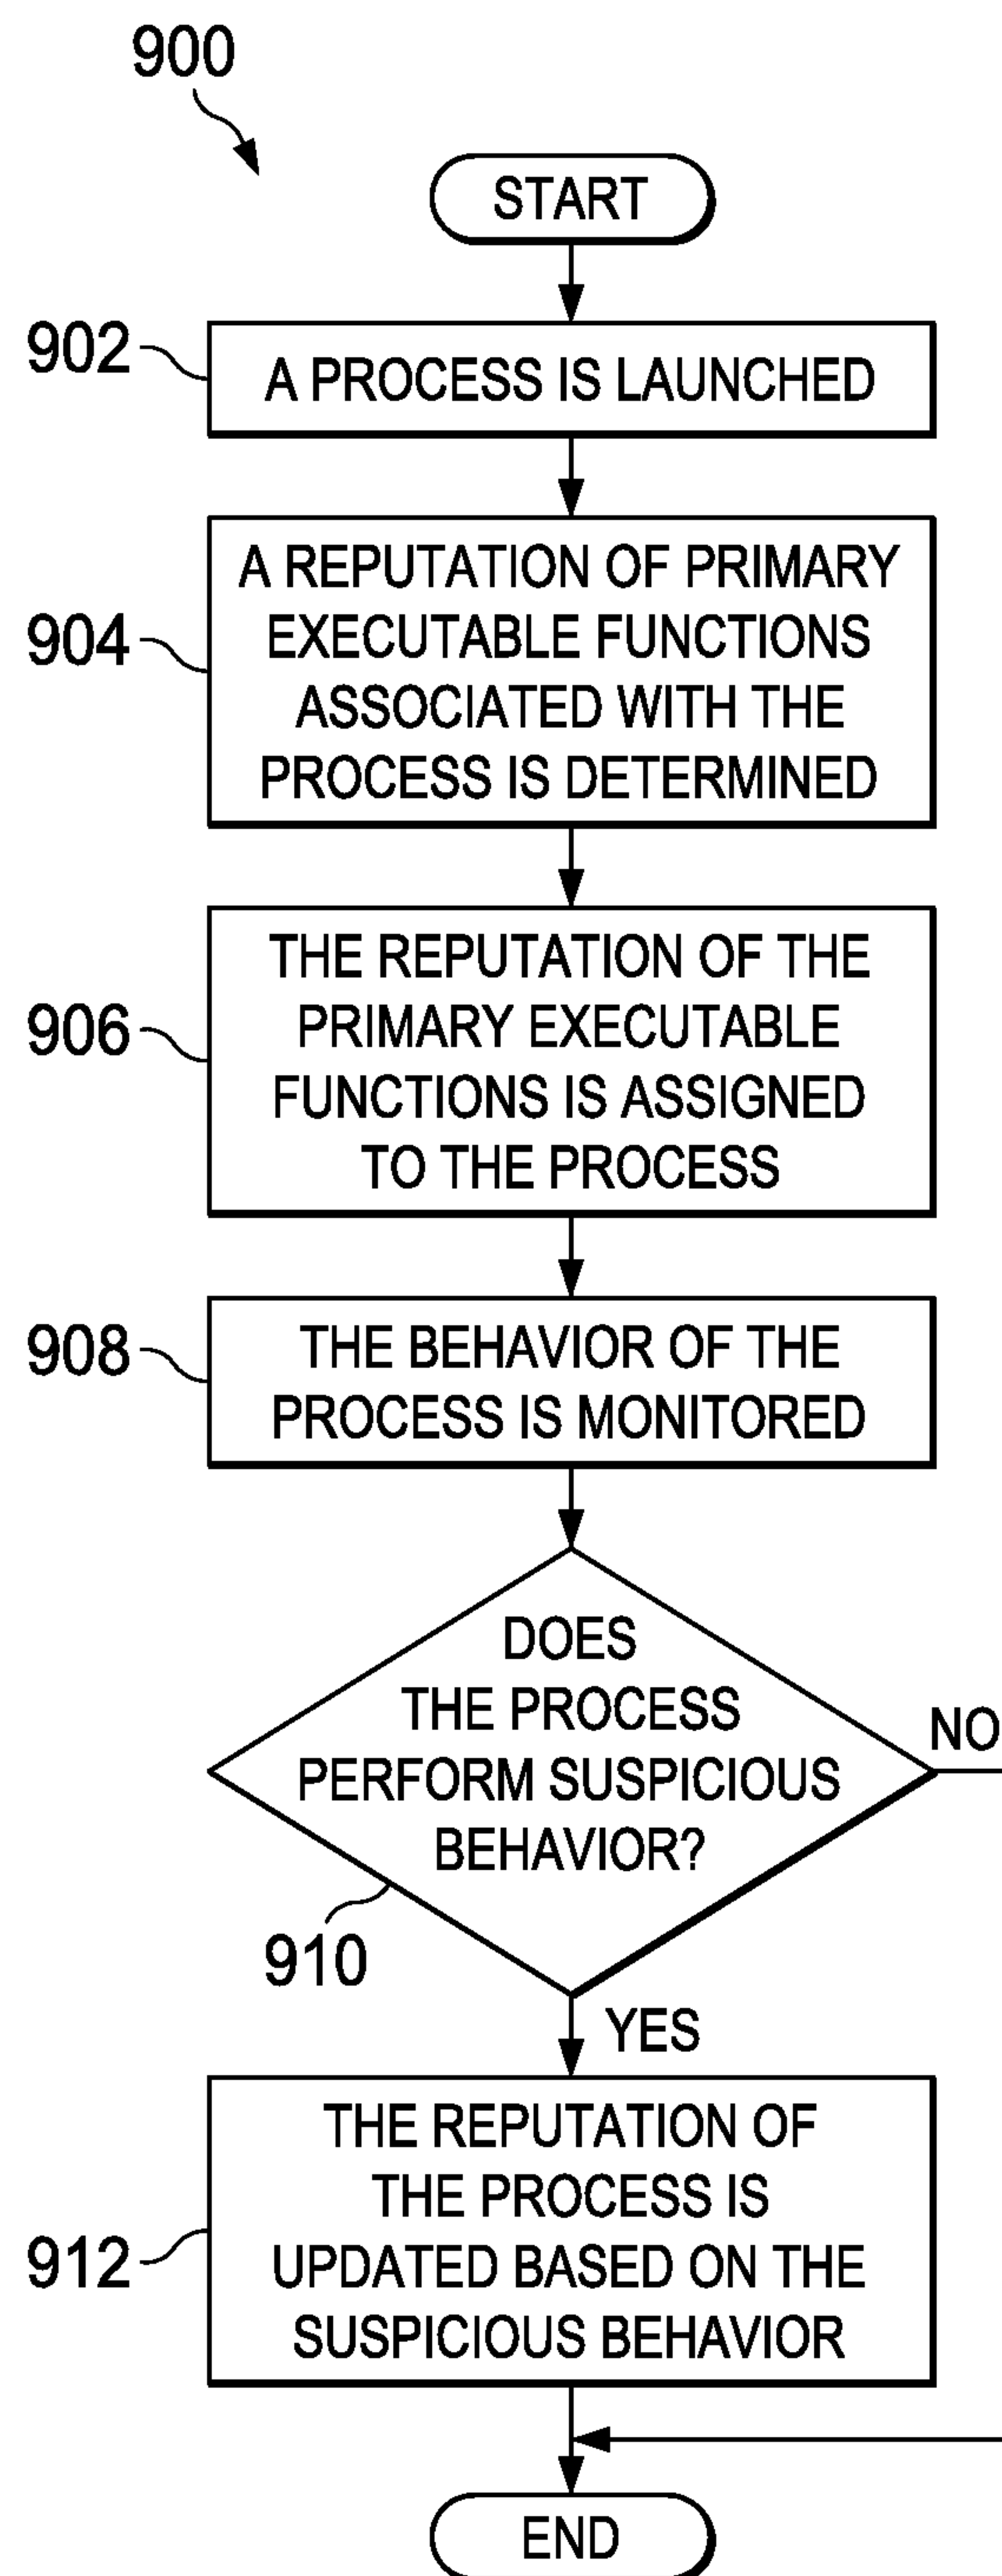 900
START
902
A PROCESS IS LAUNCHED
904
A REPUTATION OF PRIMARY
EXECUTABLE FUNCTIONS
ASSOCIATED WITH THE
PROCESS IS DETERMINED
906
THE REPUTATION OF THE
PRIMARY EXECUTABLE
FUNCTIONS IS ASSIGNED
TO THE PROCESS
908
THE BEHAVIOR OF THE
PROCESS IS MONITORED
DOES
THE PROCESS
PERFORM SUSPICIOUS
BEHAVIOR?
NO
910
YES
912
THE REPUTATION OF
THE PROCESS IS
UPDATED BASED ON THE
SUSPICIOUS BEHAVIOR
END